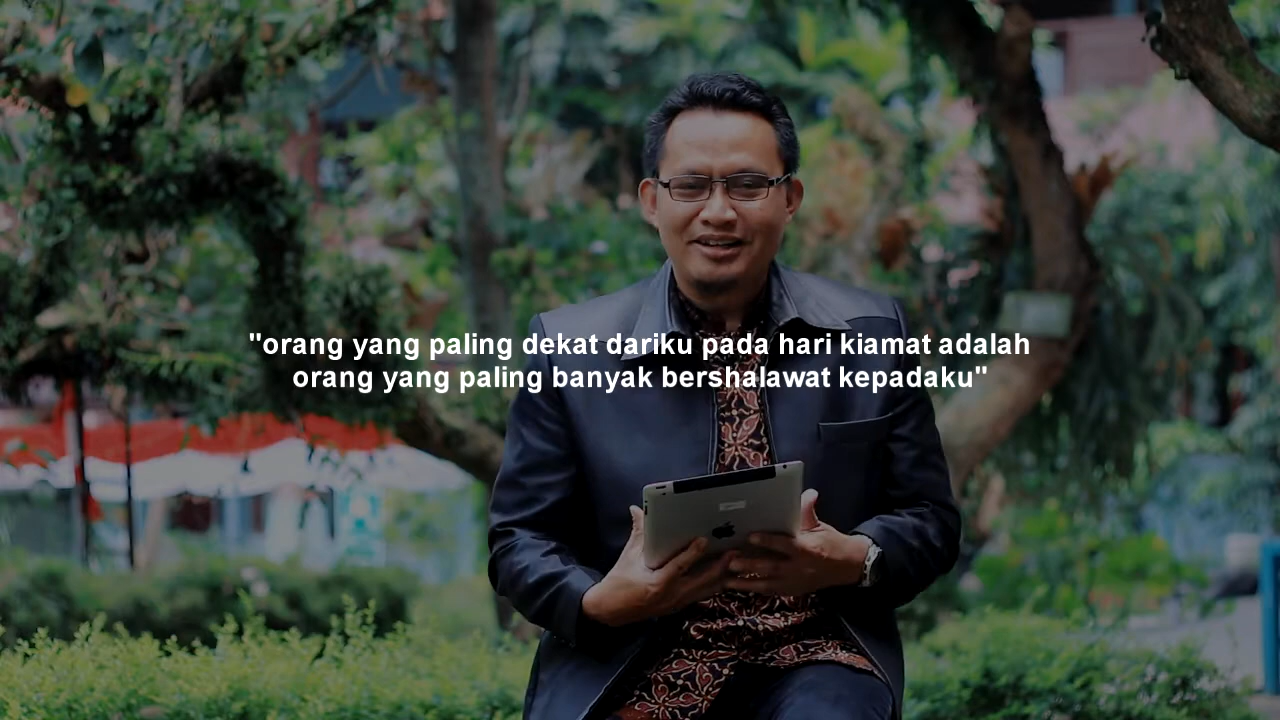 "orang yang paling dekat dariku pada hari kiamat adalah
orang yang paling banyak bershalawat kepadaku"